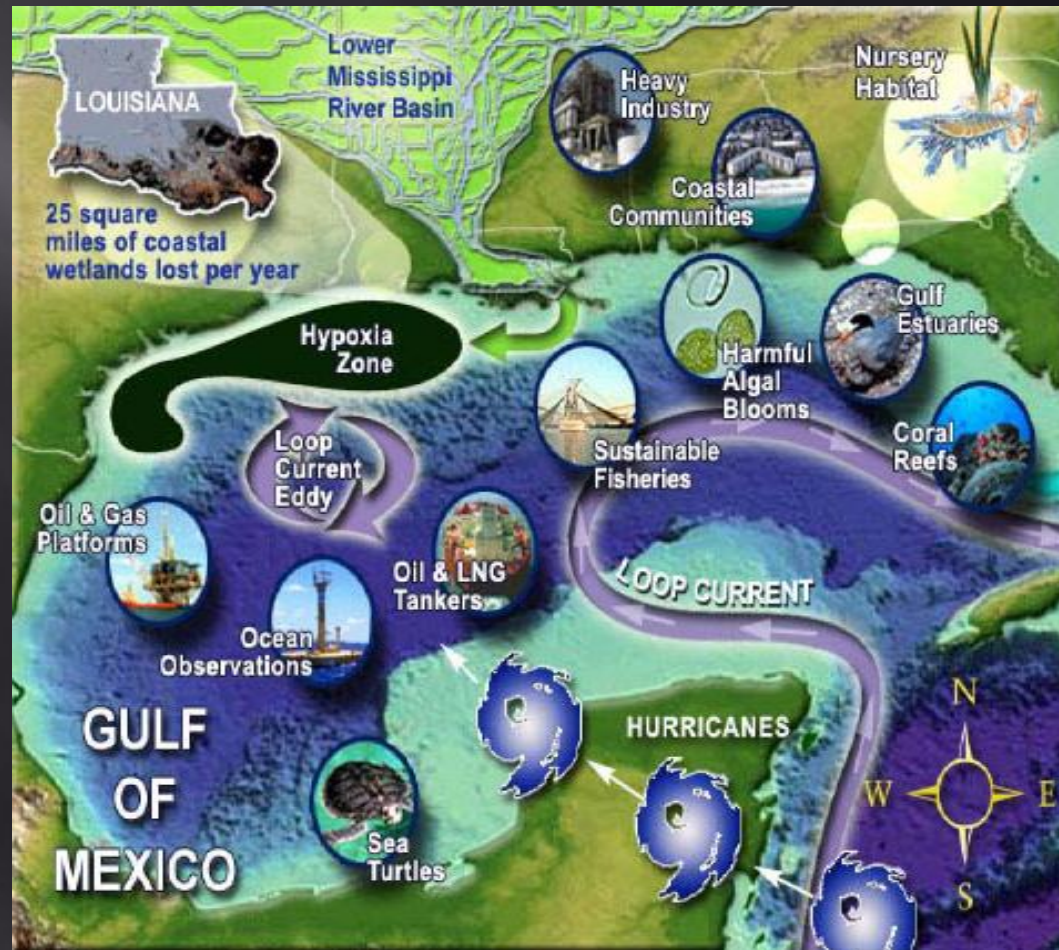 LOUISIANA
25 square
miles of coastal
wetlands lost per year
Lower
Mississippi
River Basin
Heavy
Industry
Coastal
Communities
Nursery
Habitat
Hypoxia
Zone
Loop
Current
Eddy
Harmful
Algal
Blooms
Gulf
Estuaries
Sustainable
Fisheries
Coral
Reefs
Oil & Gas
Platforms
Oil & LNG
Tankers
Ocean
Observations
LOOP CURRENT
GULF
OF
MEXICO
HURRICANES
Sea
Turtles
N
W
E
S